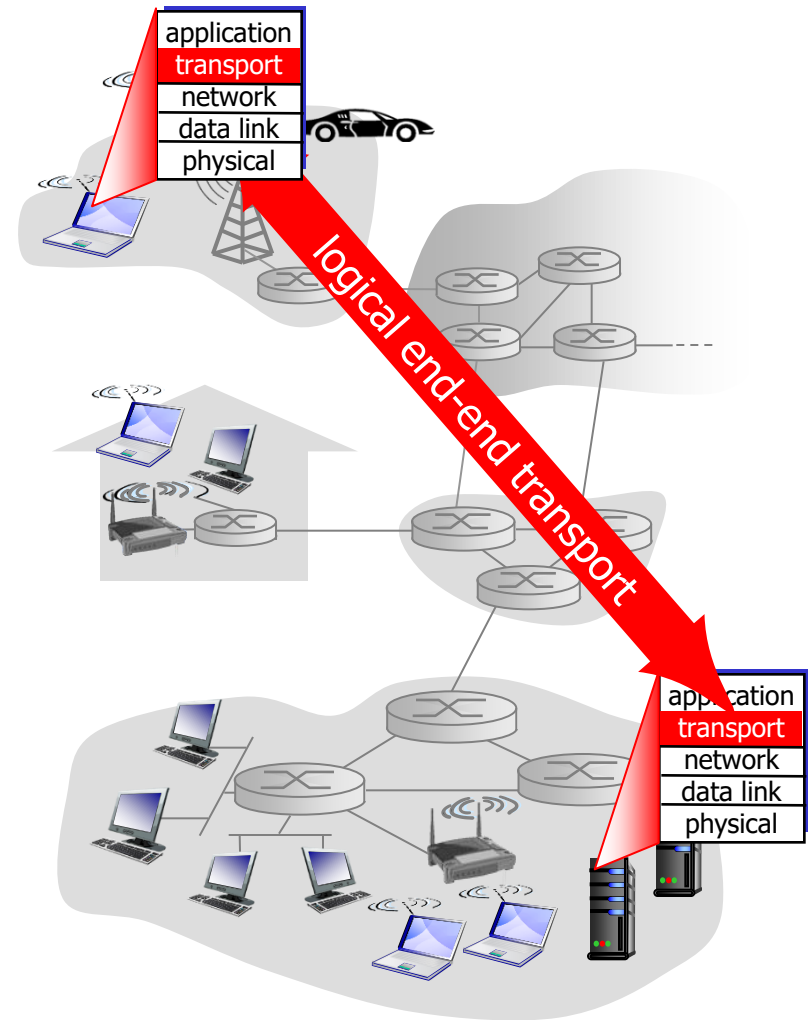 application
transport
network
data link
physical
logical end-end transport
application
transport
network
data link
physical